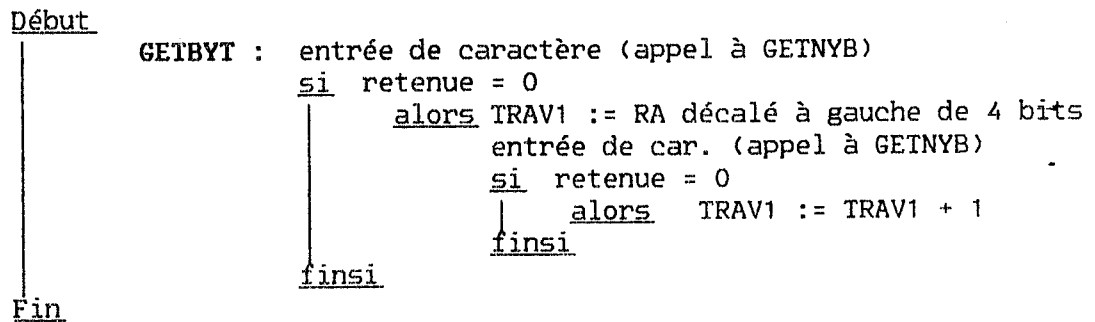 Début
GETBYT : entrée de caractère (appel à GETNYB)
si retenue = 0
alors TRAV1 := RA décalé à gauche de 4 bits
entrée de car. (appel à GETNYB)
si retenue = 0
alors TRAV1 := TRAV1 + 1
finsi
finsi
Fin